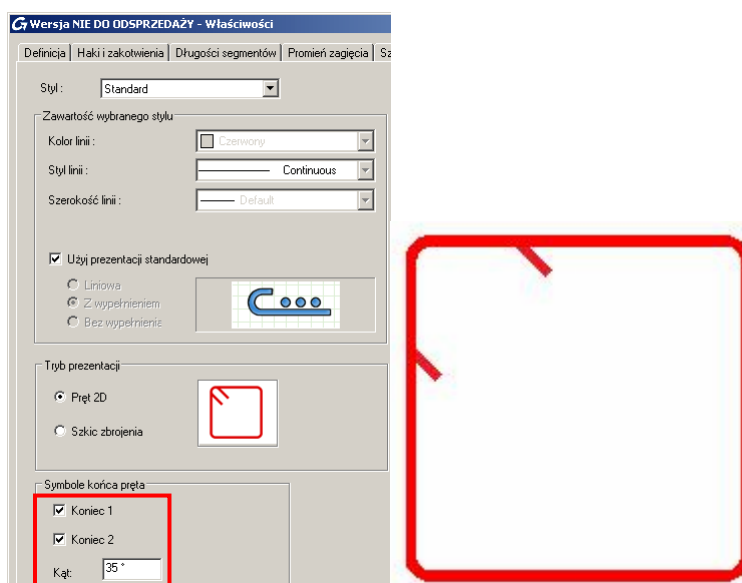 Wersja NIE DO ODSPRZEDAŻY - Właściwości
Definicja Haki i zakotwienia Długości segmentów Promień zagięcia Sz
Styl : Standard
Zawartość wybranego stylu
Kolor linii : Czerwony
Styl linii : Continuous
Szerokość linii : Default
Użyj prezentacji standardowej
Liniowa
Z wypełnieniem
Bez wypełnienia
Tryb prezentacji
Pręt 2D
Szkic zbrojenia
Symbole końca pręta
Koniec 1
Koniec 2
Kąt: 35 °